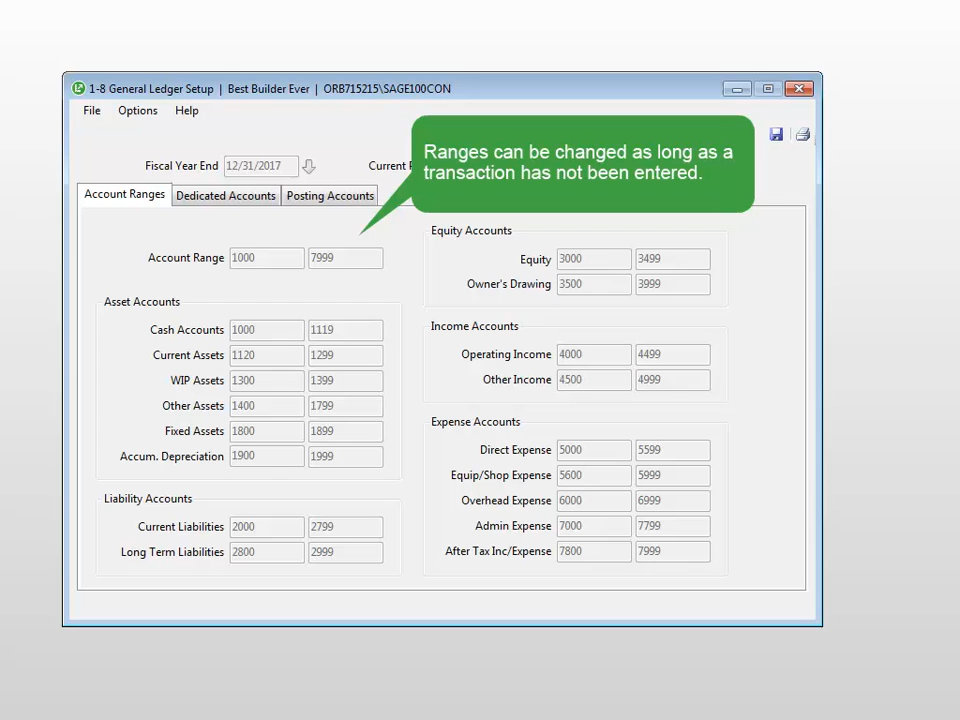 1-8 General Ledger Setup | Best Builder Ever | ORB715215\SAGE100CON
File Options Help
Ranges can be changed as long as a
transaction has not been entered.
Fiscal Year End 12/31/2017 Current
Account Ranges Dedicated Accounts Posting Accounts
Account Range 1000 7999
Asset Accounts
Cash Accounts 1000 1119
Current Assets 1120 1299
WIP Assets 1300 1399
Other Assets 1400 1799
Fixed Assets 1800 1899
Accum. Depreciation 1900 1999
Liability Accounts
Current Liabilities 2000 2799
Long Term Liabilities 2800 2999
Equity Accounts
Equity 3000 3499
Owner's Drawing 3500 3999
Income Accounts
Operating Income 4000 4499
Other Income 4500 4999
Expense Accounts
Direct Expense 5000 5599
Equip/Shop Expense 5600 5999
Overhead Expense 6000 6999
Admin Expense 7000 7799
After Tax Inc/Expense 7800 7999